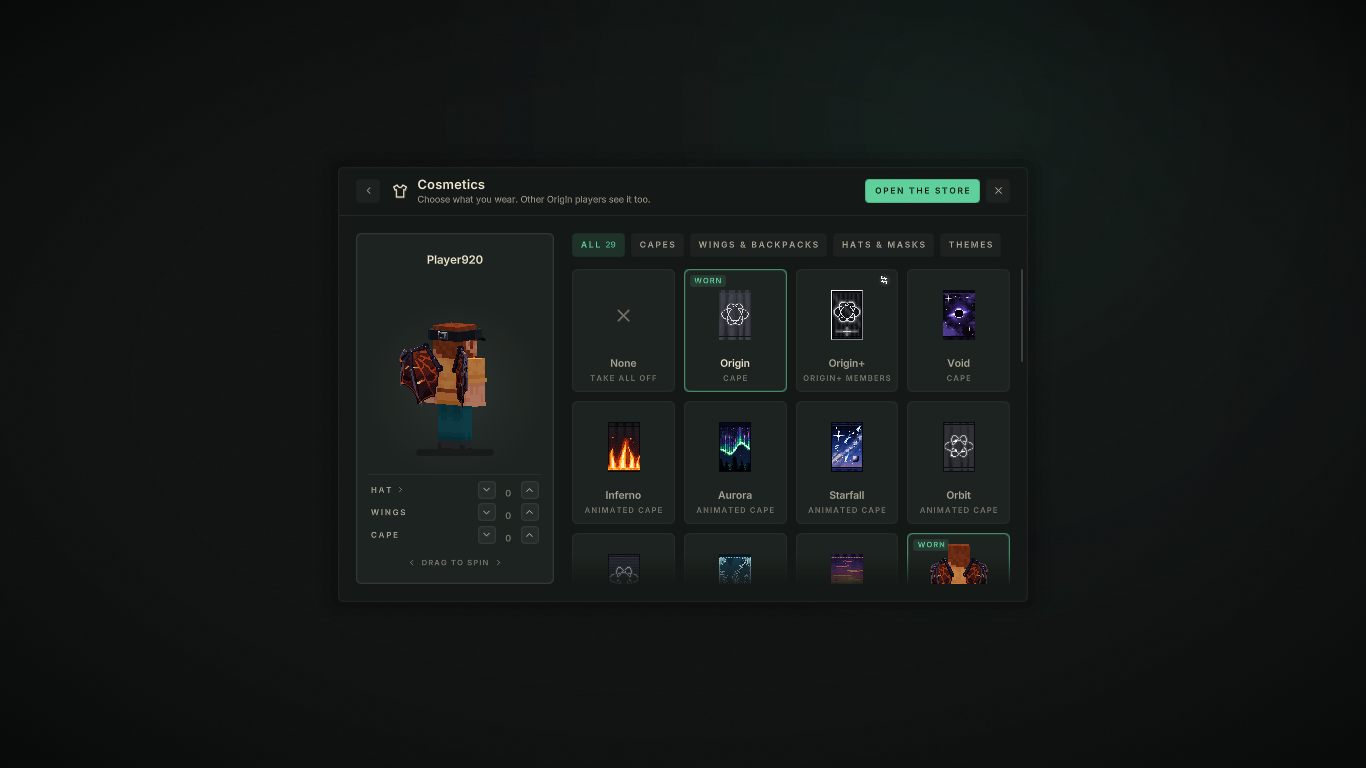 Cosmetics
Choose what you wear. Other Origin players see it too.
OPEN THE STORE
Player920
HAT
0
WINGS
0
CAPE
0
DRAG TO SPIN
ALL 29
CAPES
WINGS & BACKPACKS
HATS & MASKS
THEMES
None
TAKE ALL OFF
WORN
Origin
CAPE
Origin+
ORIGIN+ MEMBERS
Void
CAPE
Inferno
ANIMATED CAPE
Aurora
ANIMATED CAPE
Starfall
ANIMATED CAPE
Orbit
ANIMATED CAPE
WORN